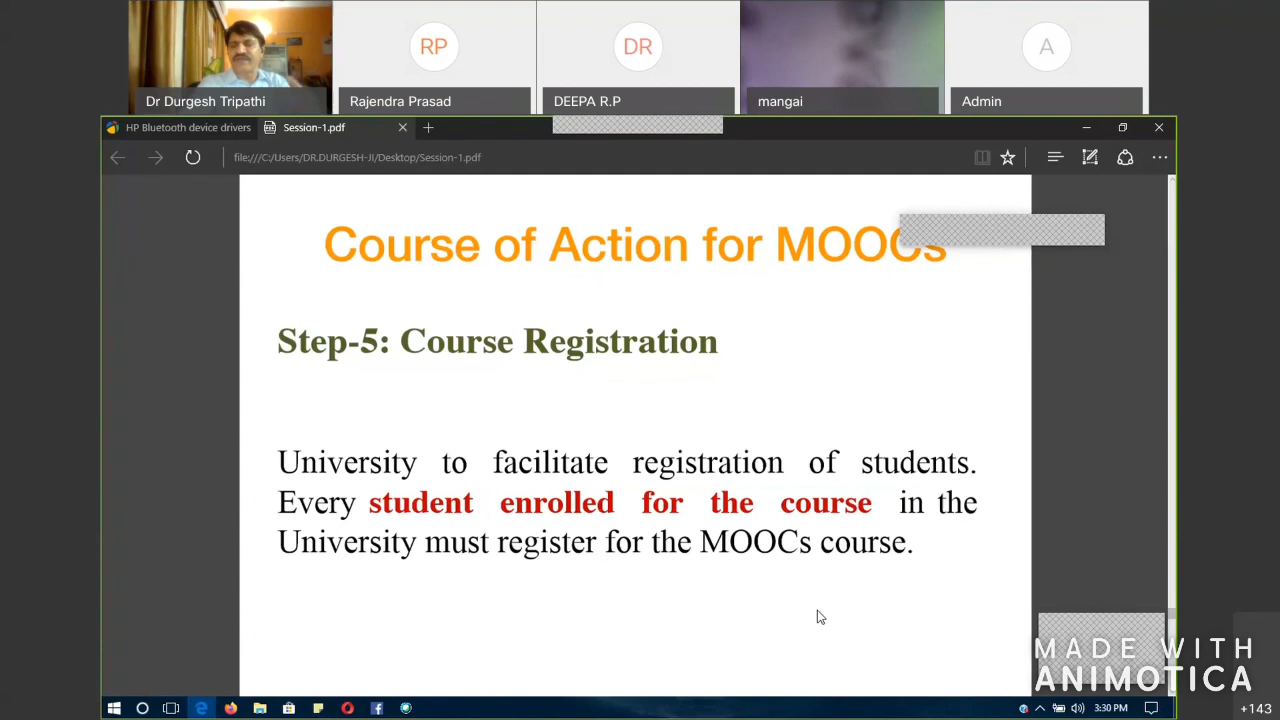 RP
DR
A
Dr Durgesh Tripathi
Rajendra Prasad
DEEPA R.P
mangai
Admin
HP Bluetooth device drivers
Session-1.pdf
file:///C:/Users/DR.DURGESH-JI/Desktop/Session-1.pdf
Course of Action for MOOCs
Step-5: Course Registration
University to facilitate registration of students.
Every student enrolled for the course in the
University must register for the MOOCs course.
MADE WITH
ANIMOTICA
3:30 PM
+143